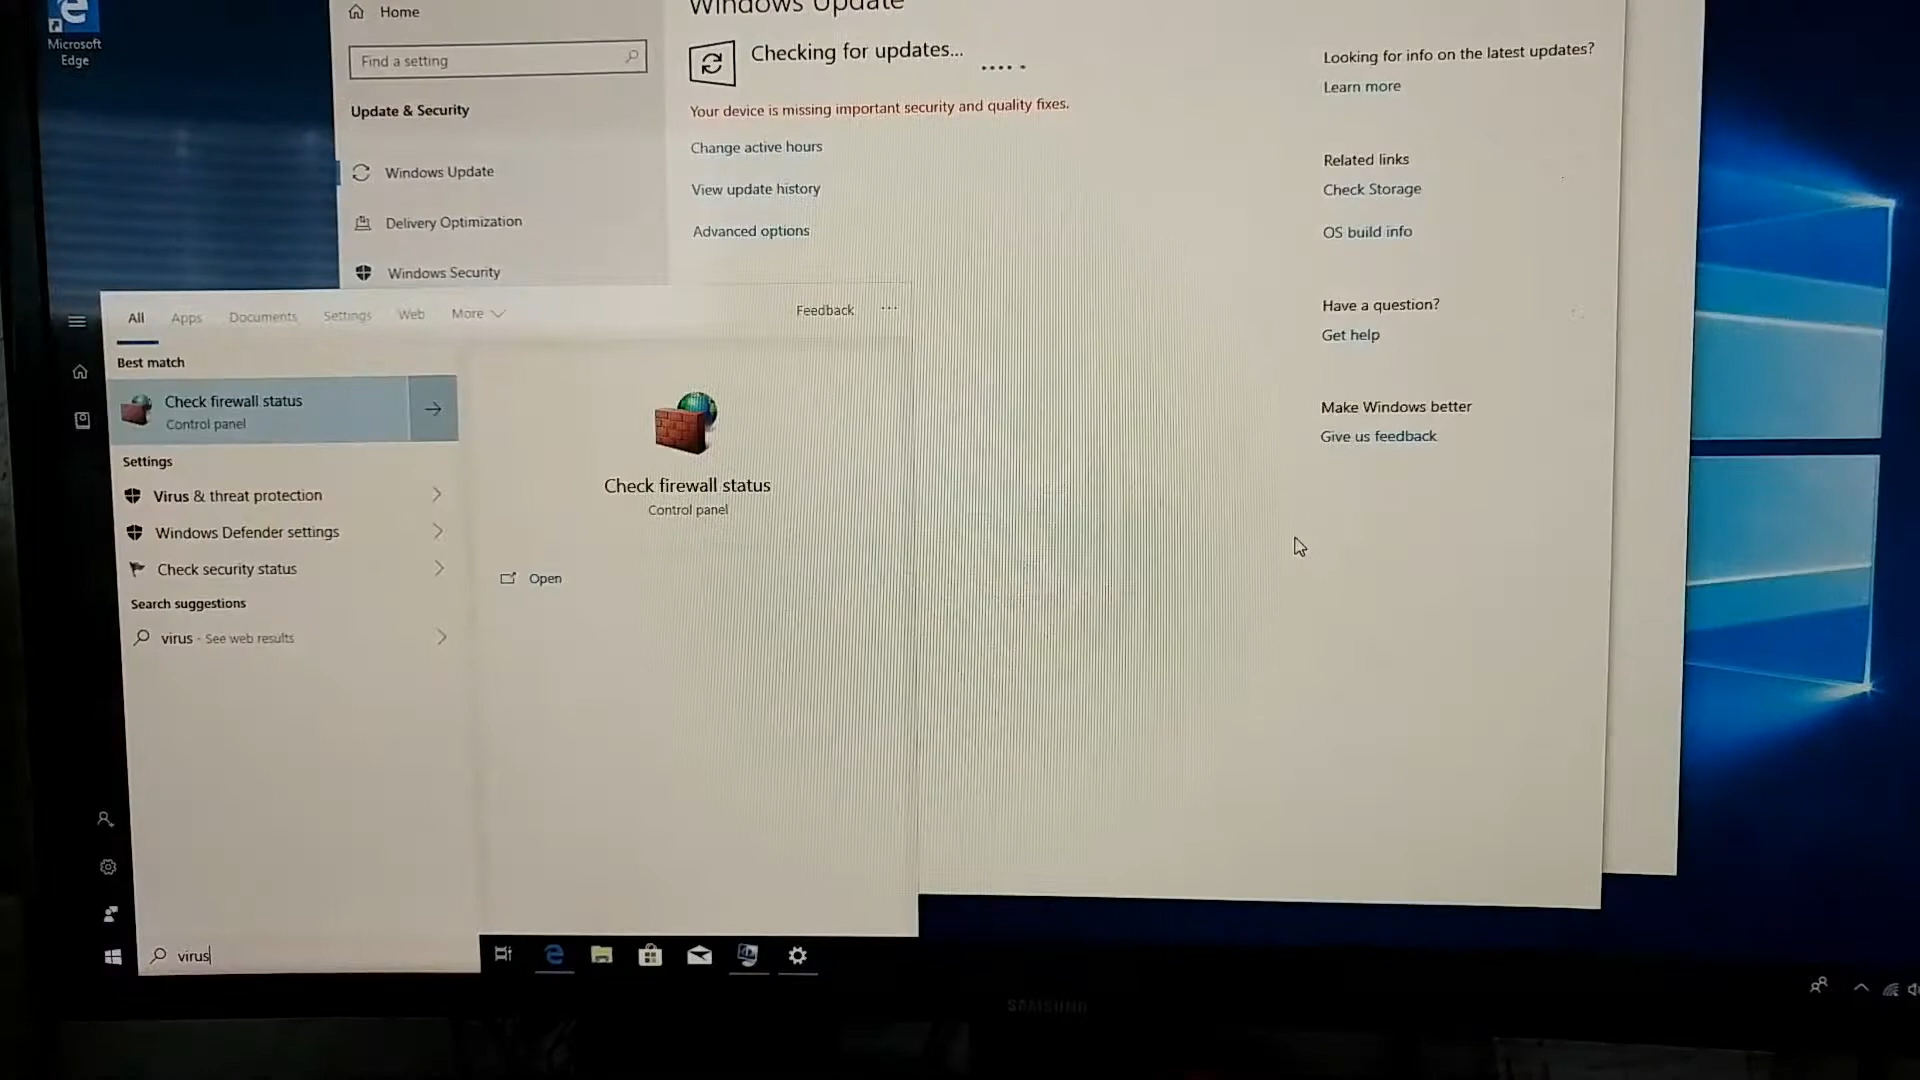 Microsoft
Edge
Home
Find a setting
Update & Security
Windows Update
Delivery Optimization
Windows Security
Windows Update
Checking for updates...
Your device is missing important security and quality fixes.
Change active hours
View update history
Advanced options
Looking for info on the latest updates?
Learn more
Related links
Check Storage
OS build info
Have a question?
Get help
Make Windows better
Give us feedback
All Apps Documents Settings Web More Feedback ...
Best match
Check firewall status
Control panel
Settings
Virus & threat protection
Windows Defender settings
Check security status
Search suggestions
virus - See web results
Check firewall status
Control panel
Open
virus
SAMSUNG